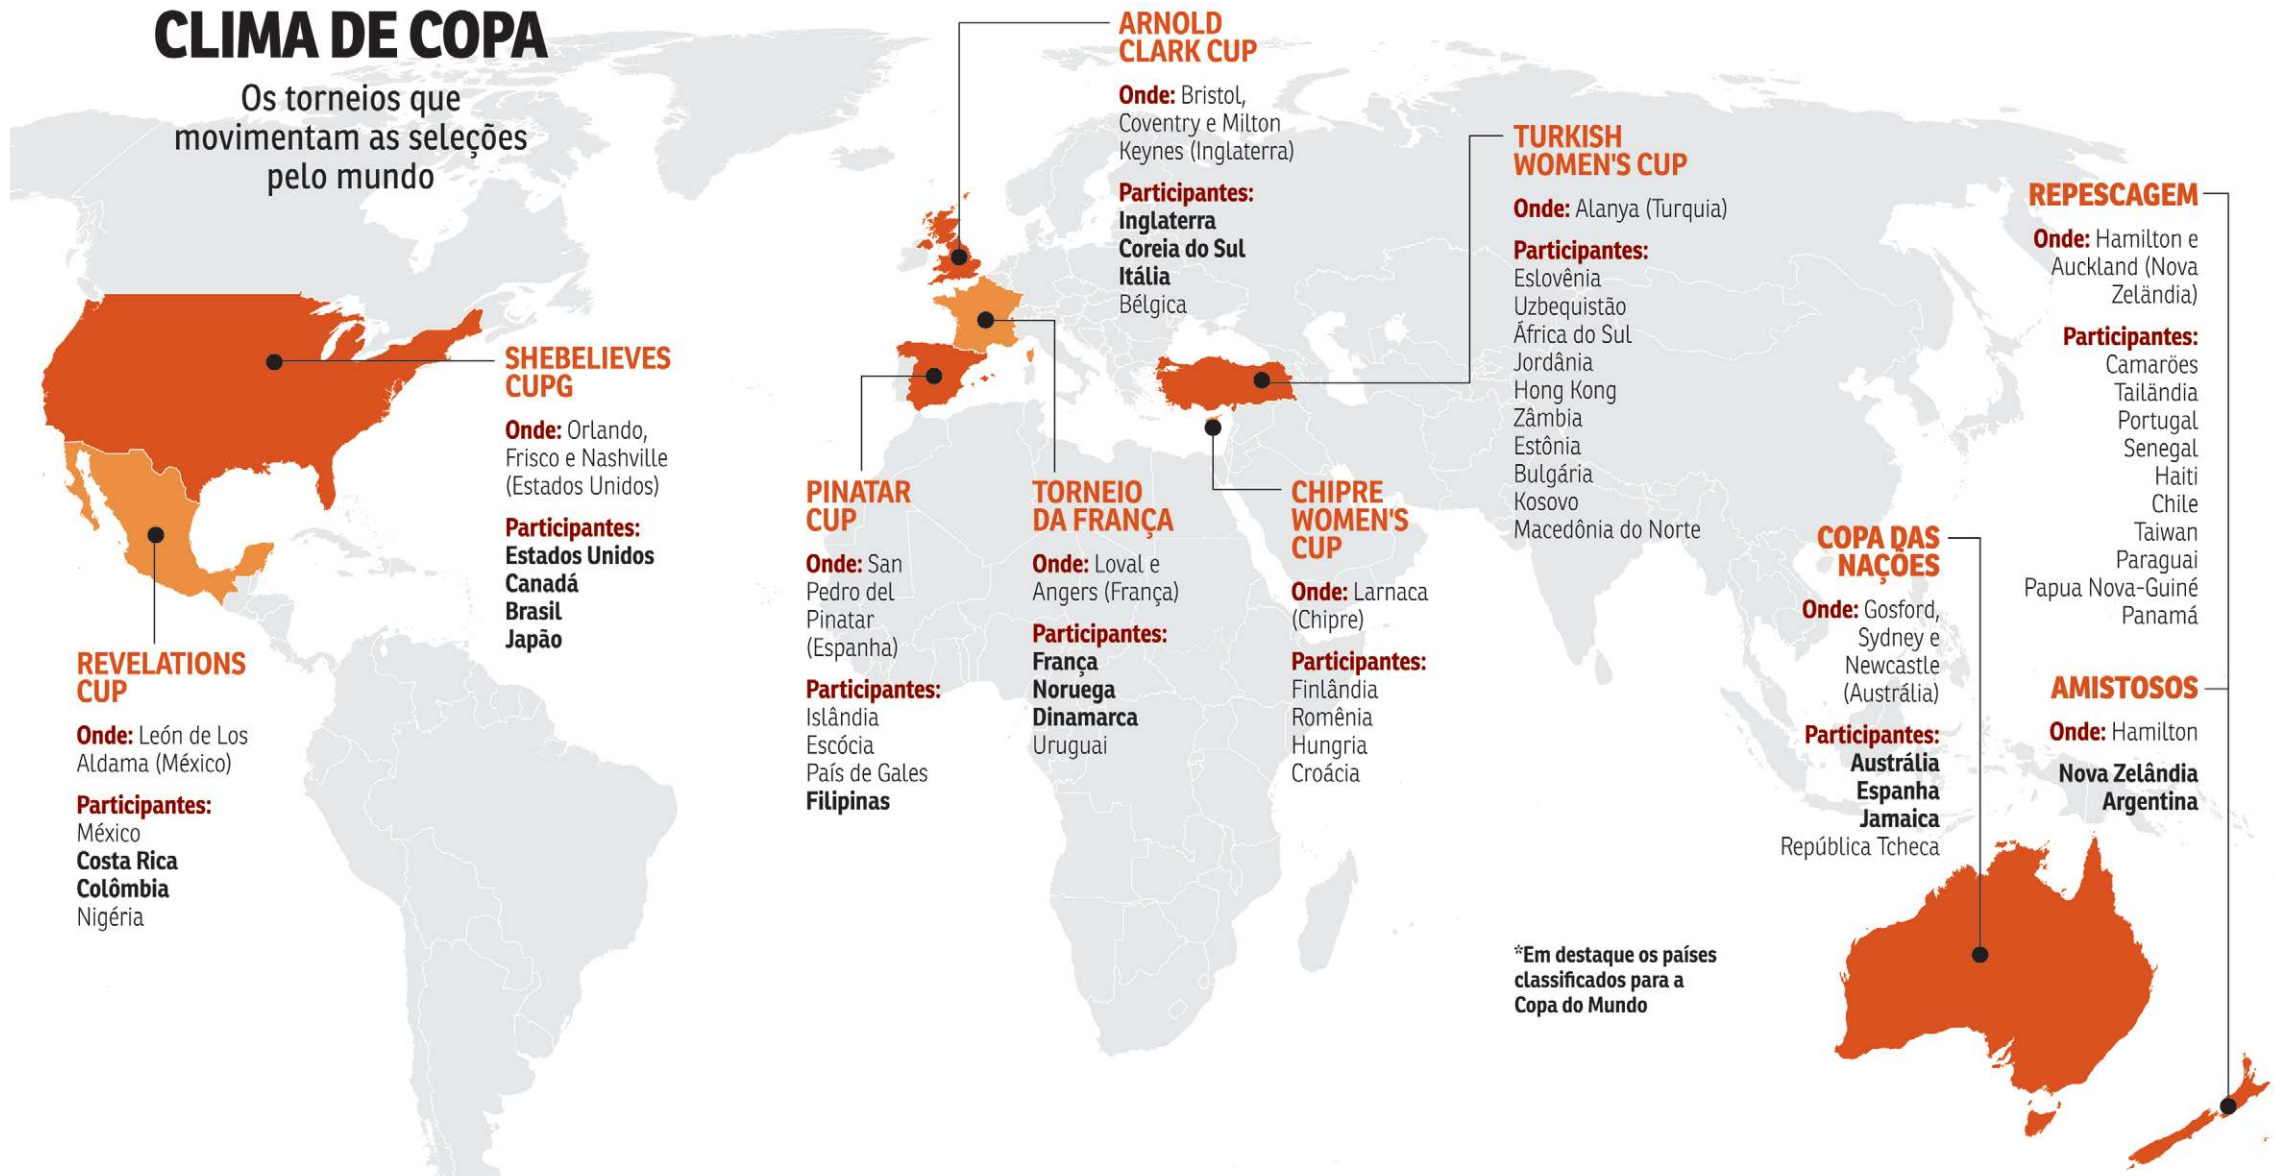 CLIMA DE COPA
Os torneios que
movimentam as seleções
pelo mundo
SHEBELIEVES
CUPG
Onde: Orlando,
Frisco e Nashville
(Estados Unidos)
Participantes:
Estados Unidos
Canadá
Brasil
Japão
REVELATIONS
CUP
Onde: León de Los
Aldama (México)
Participantes:
México
Costa Rica
Colômbia
Nigéria
ARNOLD
CLARK CUP
Onde: Bristol,
Coventry e Milton
Keynes (Inglaterra)
Participantes:
Inglaterra
Coreia do Sul
Itália
Bélgica
PINATAR
CUP
Onde: San
Pedro del
Pinatar
(Espanha)
Participantes:
Islândia
Escócia
País de Gales
Filipinas
TORNEIO
DA FRANÇA
Onde: Loval e
Angers (França)
Participantes:
França
Noruega
Dinamarca
Uruguai
CHIPRE
WOMEN'S
CUP
Onde: Larnaca
(Chipre)
Participantes:
Finlândia
Romênia
Hungria
Croácia
TURKISH
WOMEN'S CUP
Onde: Alanya (Turquia)
Participantes:
Eslovênia
Uzbequistão
África do Sul
Jordânia
Hong Kong
Zâmbia
Estônia
Bulgária
Kosovo
Macedônia do Norte
COPA DAS
NAÇÕES
Onde: Gosford,
Sydney e
Newcastle
(Austrália)
Participantes:
Austrália
Espanha
Jamaica
República Tcheca
REPESCAGEM
Onde: Hamilton e
Auckland (Nova
Zeländia)
Participantes:
Camaröes
Tailändia
Portugal
Senegal
Haiti
Chile
Taiwan
Paraguai
Papua Nova-Guiné
Panamá
AMISTOSOS
Onde: Hamilton
Nova Zelândia
Argentina
*Em destaque os países
classificados para a
Copa do Mundo